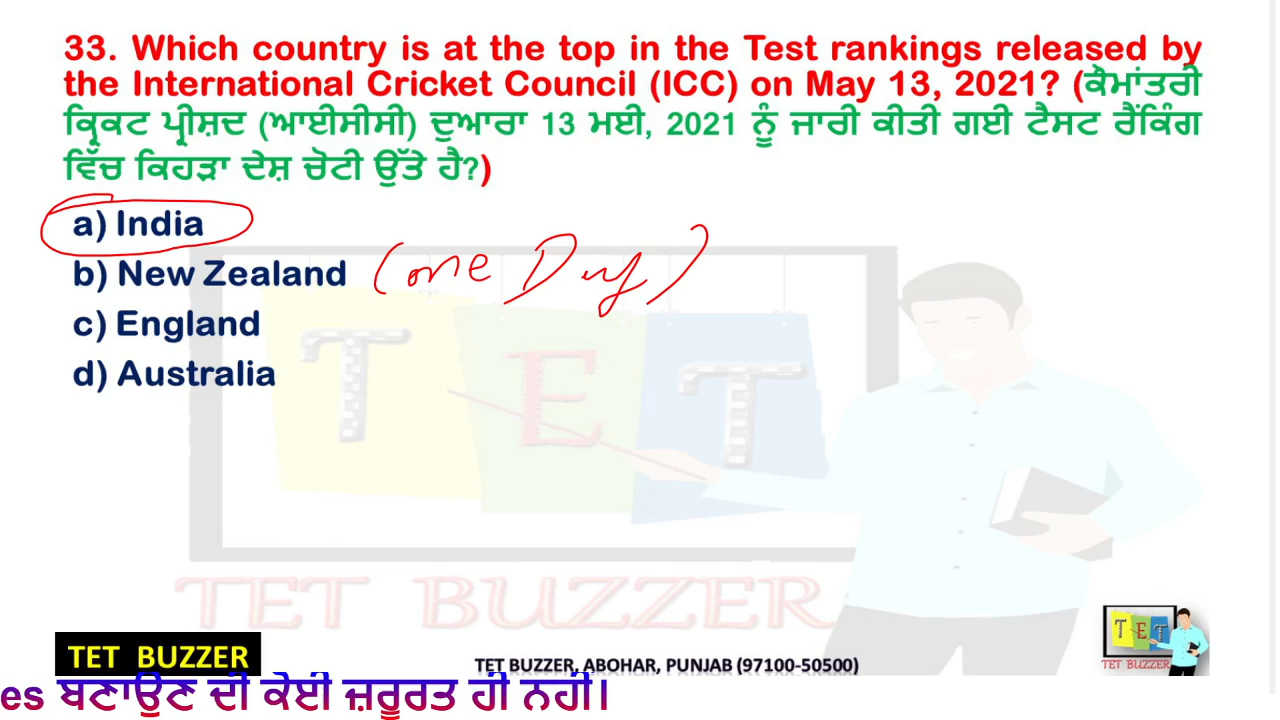 33. Which country is at the top in the Test rankings released by
the International Cricket Council (ICC) on May 13, 2021? (ਕੌਮਾਂਤਰੀ
ਕ੍ਰਿਕਟ ਪ੍ਰੀਸ਼ਦ (ਆਈਸੀਸੀ) ਦੁਆਰਾ 13 ਮਈ, 2021 ਨੂੰ ਜਾਰੀ ਕੀਤੀ ਗਈ ਟੈਸਟ ਰੈਂਕਿੰਗ
ਵਿੱਚ ਕਿਹੜਾ ਦੇਸ਼ ਚੋਟੀ ਉੱਤੇ ਹੈ?)
a) India
b) New Zealand (one Day)
c) England
d) Australia
TET
TET BUZZER
TET
TET BUZZER
TET BUZZER
TET BUZZER, ABOHAR, PUNJAB (97100-50500)
es ਬਣਾਉਣ ਦੀ ਕੋਈ ਜ਼ਰੂਰਤ ਹੀ ਨਹੀਂ।